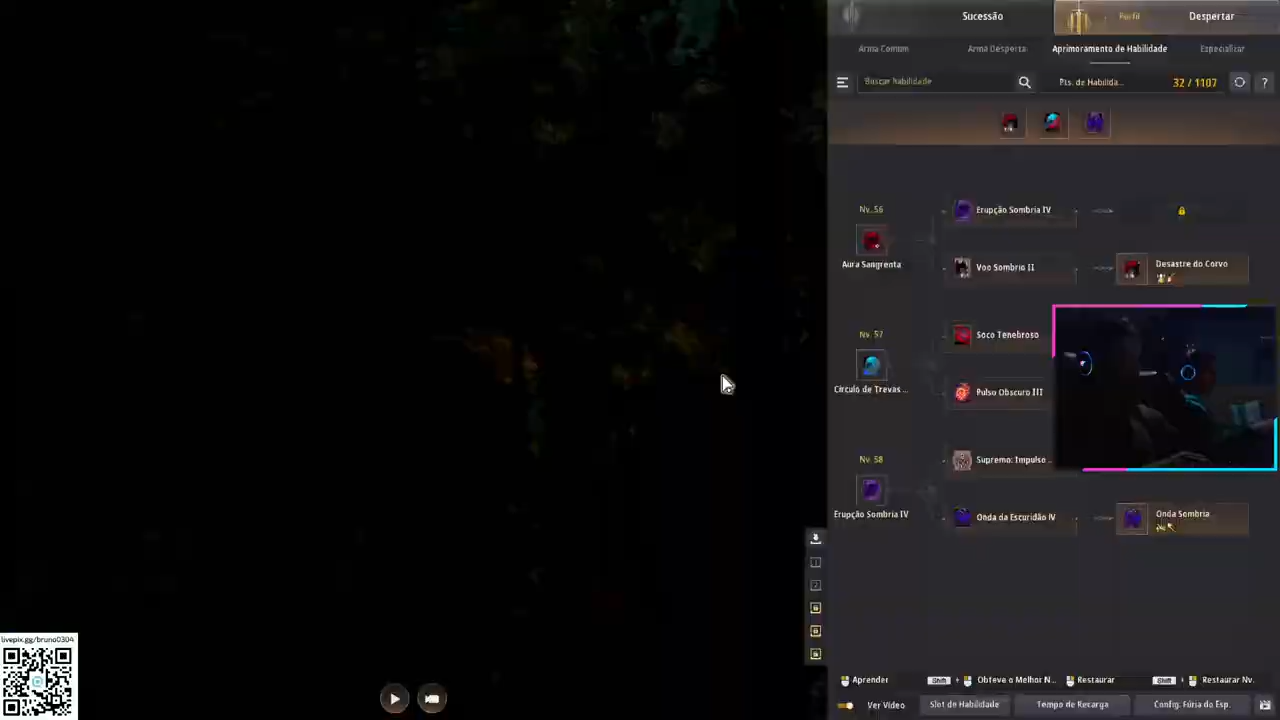 Sucessão
Perfil
Despertar
Arma Comum
Arma Desperta
Aprimoramento de Habilidade
Especializar
Buscar habilidade
Pts. de Habilida...
32 / 1107
?
Nv. 56
Erupção Sombria IV
Aura Sangrenta
Voo Sombrio II
Desastre do Corvo
Nv. 57
Soco Tenebroso
Círculo de Trevas ...
Pulso Obscuro III
Nv. 58
Supremo: Impulso ...
Erupção Sombria IV
Onda da Escuridão IV
Onda Sombria
1
2
livepix.gg/bruno0304
Aprender
Shift + Obteve o Melhor N...
Restaurar
Shift + Restaurar Nv.
Ver Vídeo
Slot de Habilidade
Tempo de Recarga
Config. Fúria do Esp.